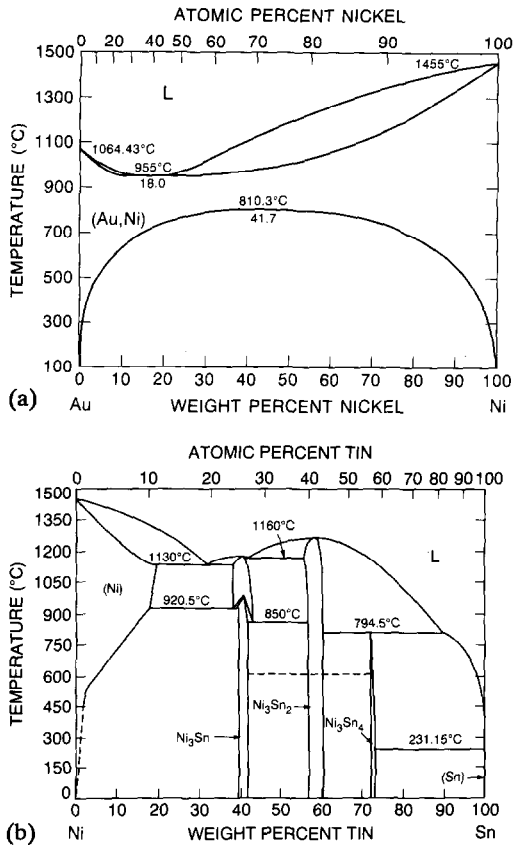 ATOMIC PERCENT NICKEL
0 10 20 30 40 50 60 70 80 90 100
1500
1455°C
L
1300
1100
1064.43°C
955°C
18.0
900
810.3°C
41.7
(Au,Ni)
700
500
300
100
TEMPERATURE (°C)
0 10 20 30 40 50 60 70 80 90 100
(a) Au WEIGHT PERCENT NICKEL Ni
ATOMIC PERCENT TIN
0 10 20 30 40 50 60 70 80 90 100
1500
1350
1160°C
L
1200
1130°C
1050
(Ni)
920.5°C
900
850°C
794.5°C
750
600
Ni3Sn2
450
Ni3Sn
Ni3Sn4
300
231.15°C
150
(Sn)
0
TEMPERATURE (°C)
0 10 20 30 40 50 60 70 80 90 100
(b) Ni WEIGHT PERCENT TIN Sn